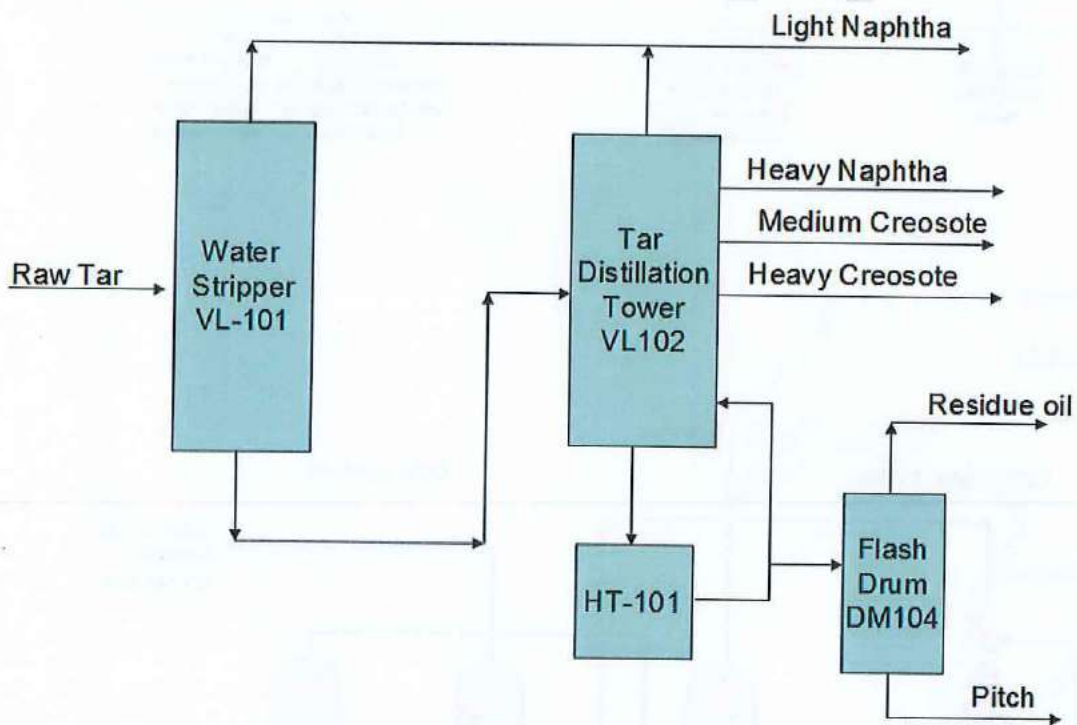 Light Naphtha
Heavy Naphtha
Medium Creosote
Heavy Creosote
Raw Tar
Water
Stripper
VL-101
Tar
Distillation
Tower
VL102
Residue oil
HT-101
Flash
Drum
DM104
Pitch